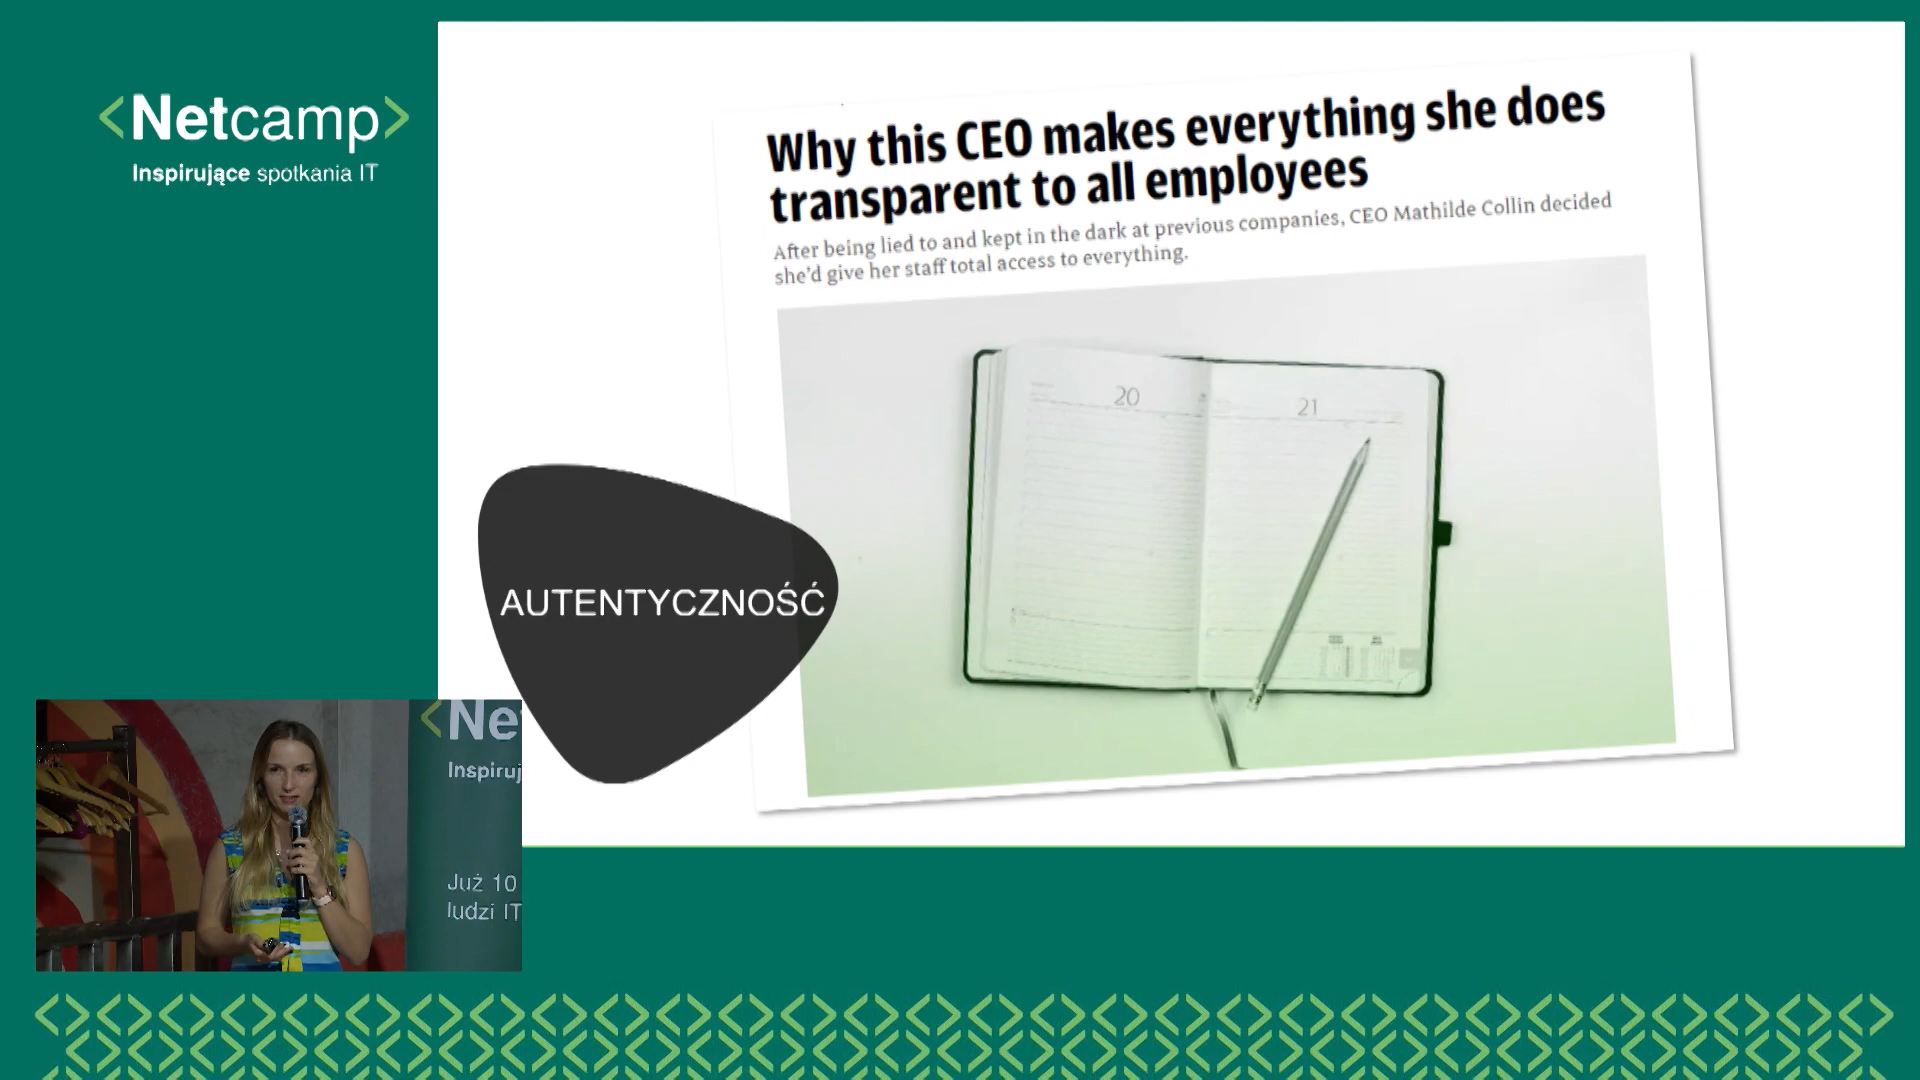 <Netcamp>
Inspirujące spotkania IT
Why this CEO makes everything she does
transparent to all employees
After being lied to and kept in the dark at previous companies, CEO Mathilde Collin decided
she'd give her staff total access to everything.
20
21
AUTENTYCZNOŚĆ
<Ne
Inspiruj
Już 10
ludzi IT